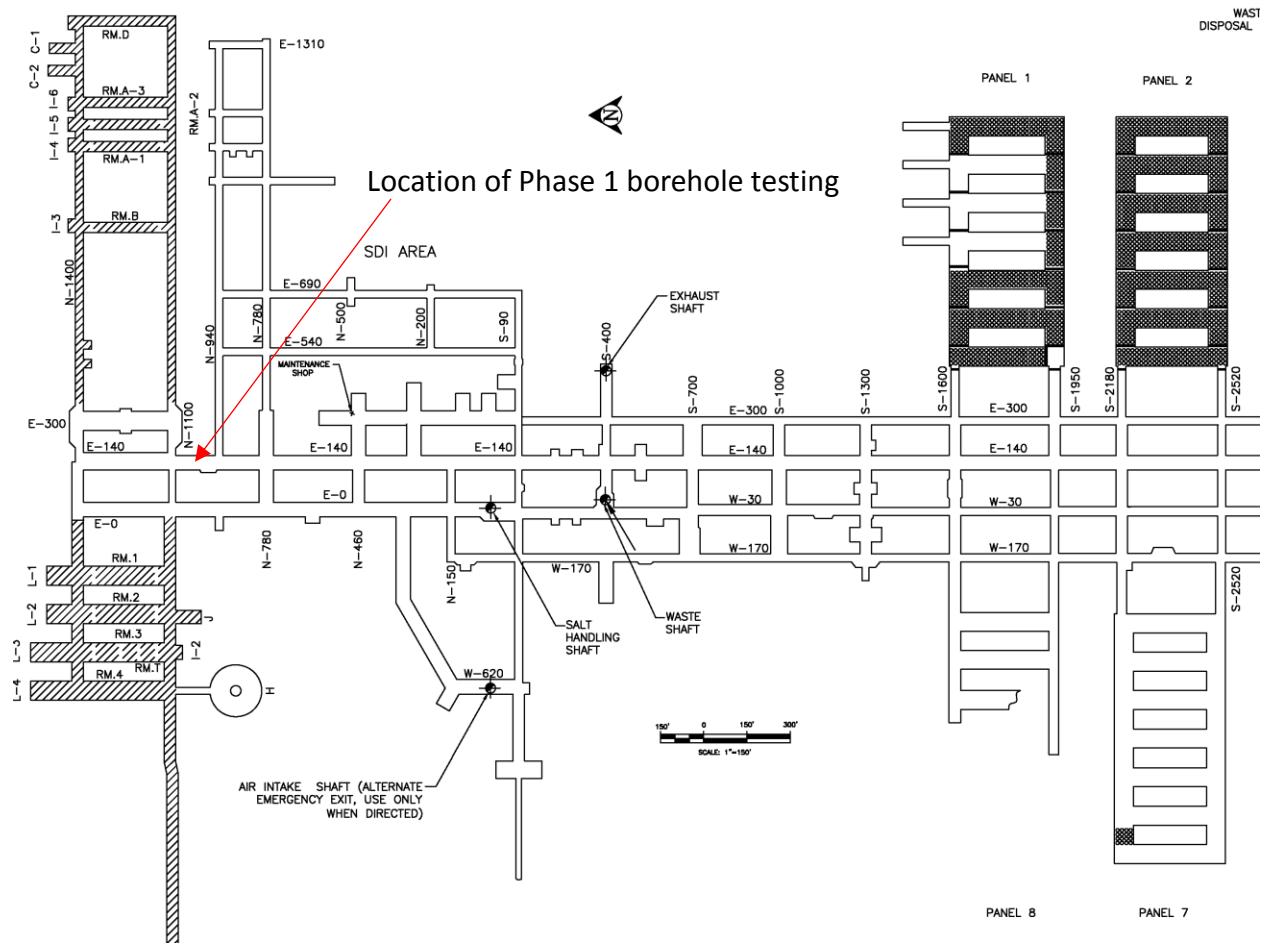 WAST
DISPOSAL
PANEL 1
PANEL 2
C-1
C-2
RM.D
E-1310
RM.A-3
I-6
I-5
I-4
RM.A-1
RM.A-2
N
I-3
RM.B
Location of Phase 1 borehole testing
SDI AREA
N-1400
E-690
N-940
N-780
N-500
N-200
S-90
E-540
EXHAUST
SHAFT
S-400
MAINTENANCE
SHOP
S-700
S-1000
S-1300
S-1600
S-1950
S-2180
S-2520
E-300
N-1100
E-300
E-300
E-140
E-140
E-140
E-140
E-140
E-0
W-30
W-30
E-0
N-780
N-460
N-150
W-170
W-170
W-170
S-2520
RM.1
L-1
RM.2
L-2
J
RM.3
L-3
I-2
RM.T
RM.4
L-4
H
SALT
HANDLING
SHAFT
WASTE
SHAFT
W-620
150'
0
150'
300'
SCALE: 1"=150'
AIR INTAKE SHAFT (ALTERNATE
EMERGENCY EXIT, USE ONLY
WHEN DIRECTED)
PANEL 8
PANEL 7